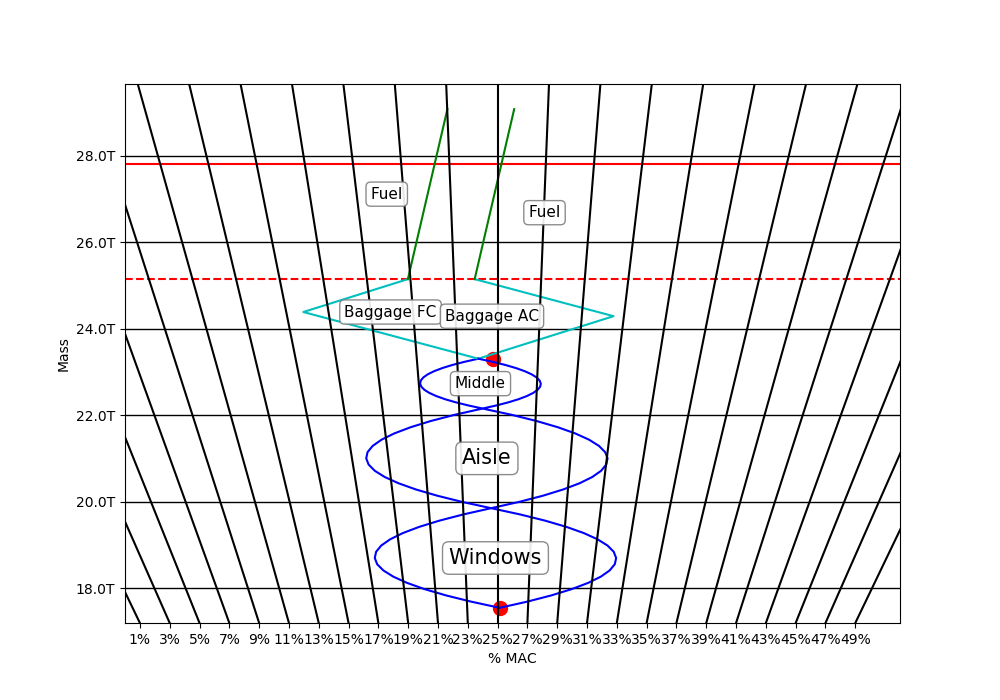 28.0T
26.0T
24.0T
22.0T
20.0T
18.0T
Mass
Fuel
Fuel
Baggage FC
Baggage AC
Middle
Aisle
Windows
1% 3% 5% 7% 9% 11% 13% 15% 17% 19% 21% 23% 25% 27% 29% 31% 33% 35% 37% 39% 41% 43% 45% 47% 49%
% MAC